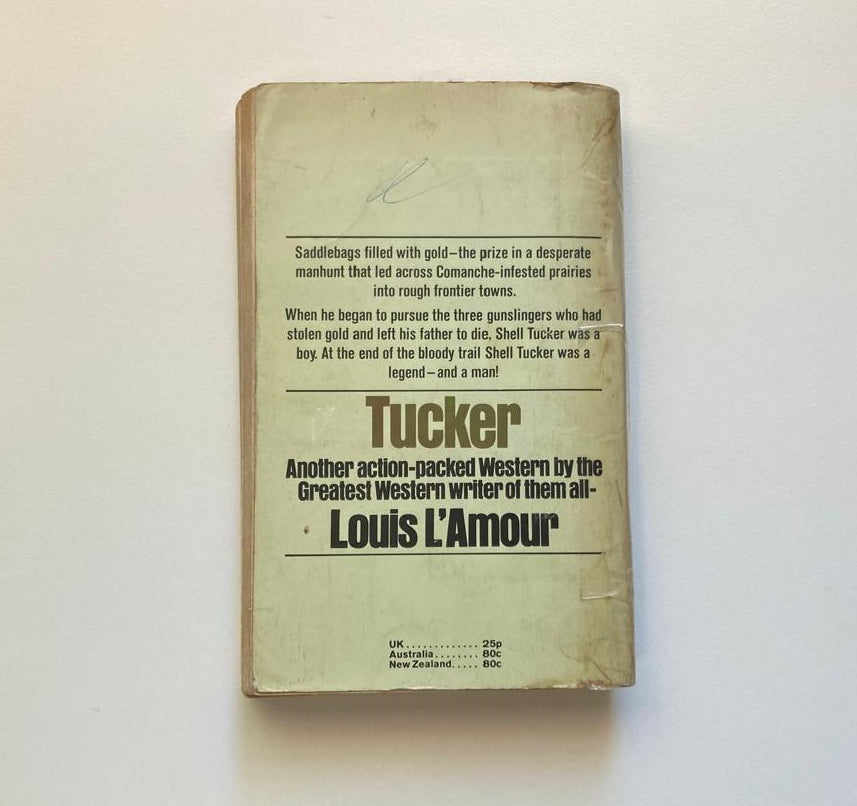 Saddlebags filled with gold—the prize in a desperate
manhunt that led across Comanche-infested prairies
into rough frontier towns.
When he began to pursue the three gunslingers who had
stolen gold and left his father to die, Shell Tucker was a
boy. At the end of the bloody trail Shell Tucker was a
legend—and a man!
Tucker
Another action-packed Western by the
Greatest Western writer of them all-
Louis L'Amour
UK............. 25p
Australia........ 80c
New Zealand..... 80c